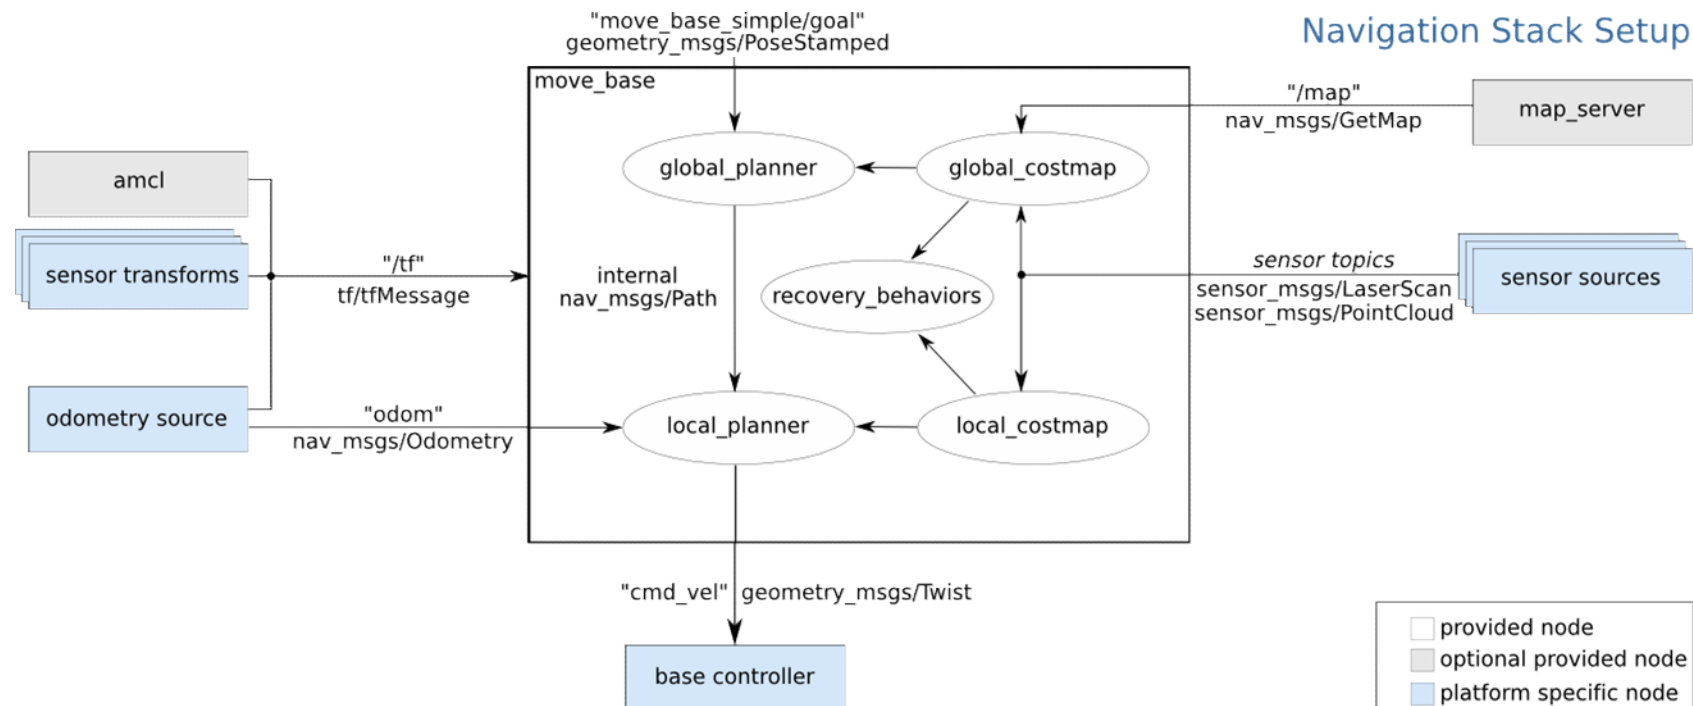 "move_base_simple/goal"
geometry_msgs/PoseStamped
Navigation Stack Setup
move_base
"/map"
nav_msgs/GetMap
map_server
global_planner
global_costmap
amcl
sensor transforms
"/tf"
tf/tfMessage
internal
nav_msgs/Path
recovery_behaviors
sensor topics
sensor_msgs/LaserScan
sensor_msgs/PointCloud
sensor sources
odometry source
"odom"
nav_msgs/Odometry
local_planner
local_costmap
"cmd_vel" geometry_msgs/Twist
base controller
provided node
optional provided node
platform specific node